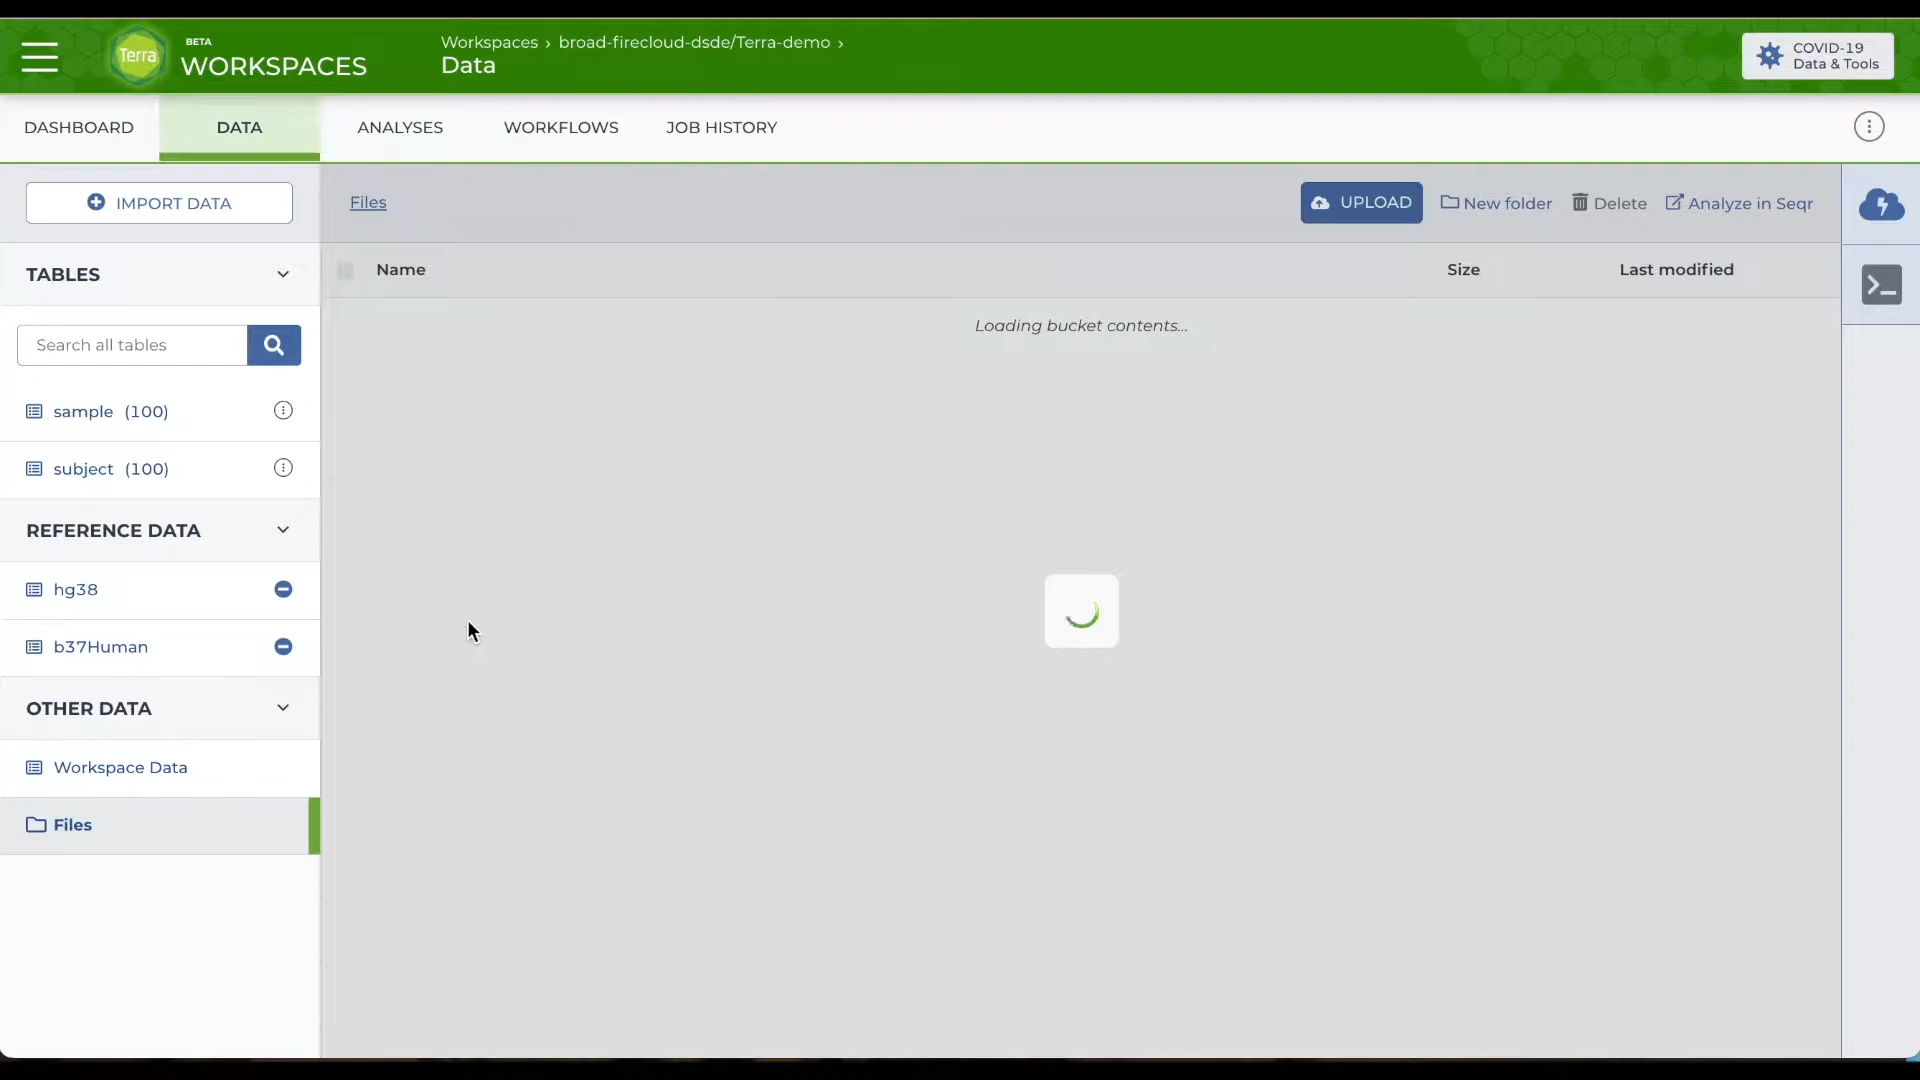 Terra
BETA
WORKSPACES
Workspaces › broad-firecloud-dsde/Terra-demo ›
Data
COVID-19
Data & Tools
DASHBOARD
DATA
ANALYSES
WORKFLOWS
JOB HISTORY
IMPORT DATA
Files
UPLOAD
New folder
Delete
Analyze in Seqr
TABLES
Name
Size
Last modified
Search all tables
Loading bucket contents...
sample (100)
subject (100)
REFERENCE DATA
hg38
b37Human
OTHER DATA
Workspace Data
Files